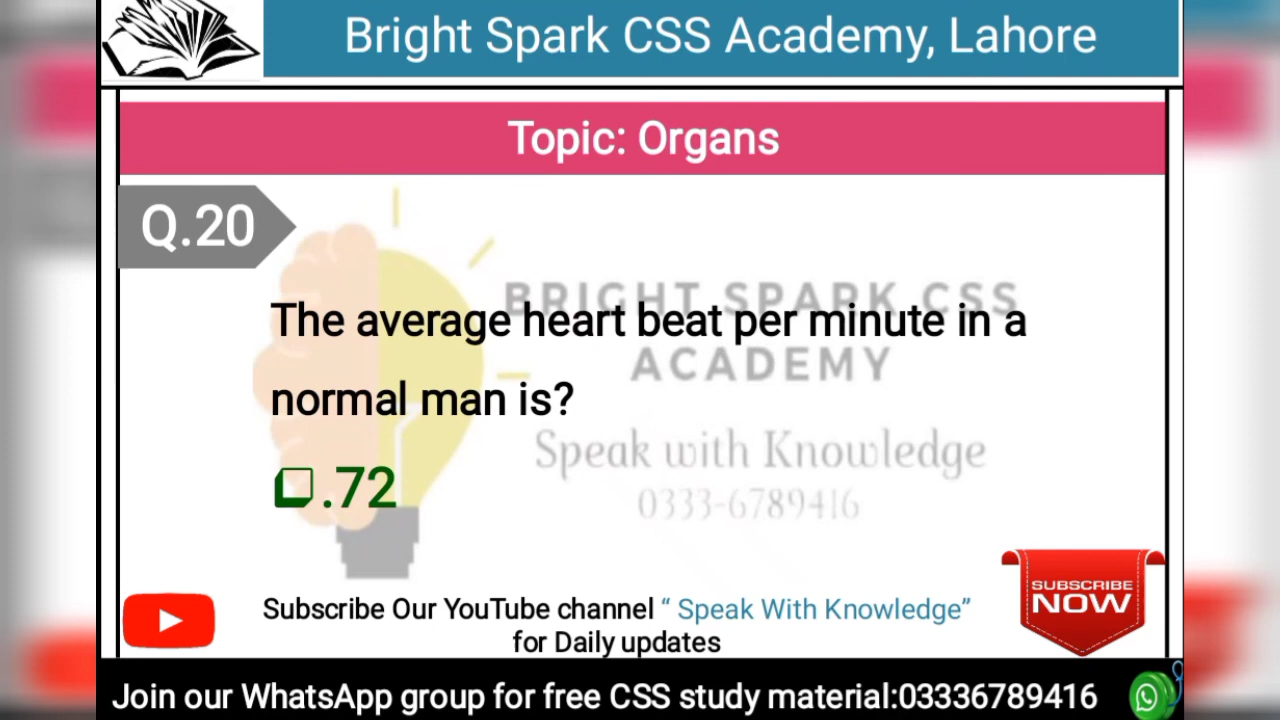 Bright Spark CSS Academy, Lahore
Topic: Organs
Q.20
BRIGHT SPARK CSS
The average heart beat per minute in a
ACADEMY
normal man is?
Speak with Knowledge
.72
0333-6789416
SUBSCRIBE
NOW
Subscribe Our YouTube channel “ Speak With Knowledge”
for Daily updates
Join our WhatsApp group for free CSS study material:03336789416